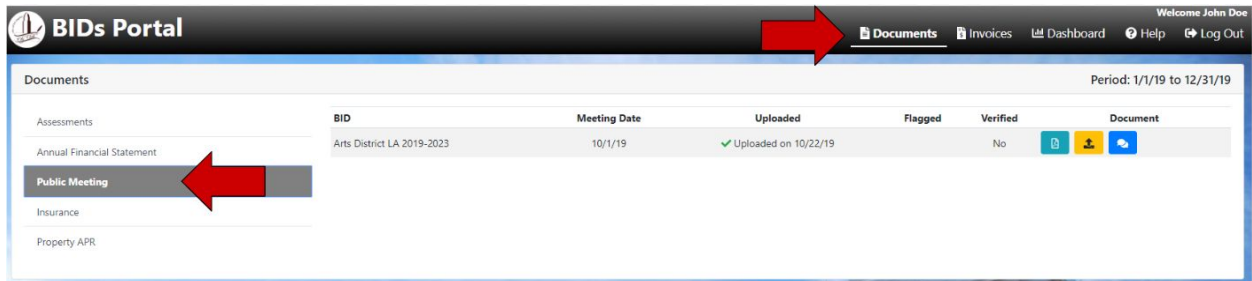 Welcome John Doe
BIDs Portal
Documents Invoices Dashboard Help Log Out
Documents Period: 1/1/19 to 12/31/19
Assessments
Annual Financial Statement
Public Meeting
Insurance
Property APR
BID Meeting Date Uploaded Flagged Verified Document
Arts District LA 2019-2023 10/1/19 Uploaded on 10/22/19 No